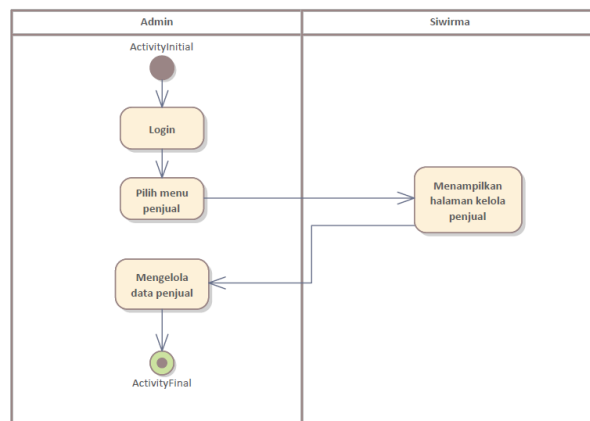 Admin
Siwirma
ActivityInitial
Login
Pilih menu
penjual
Menampilkan
halaman kelola
penjual
Mengelola
data penjual
ActivityFinal